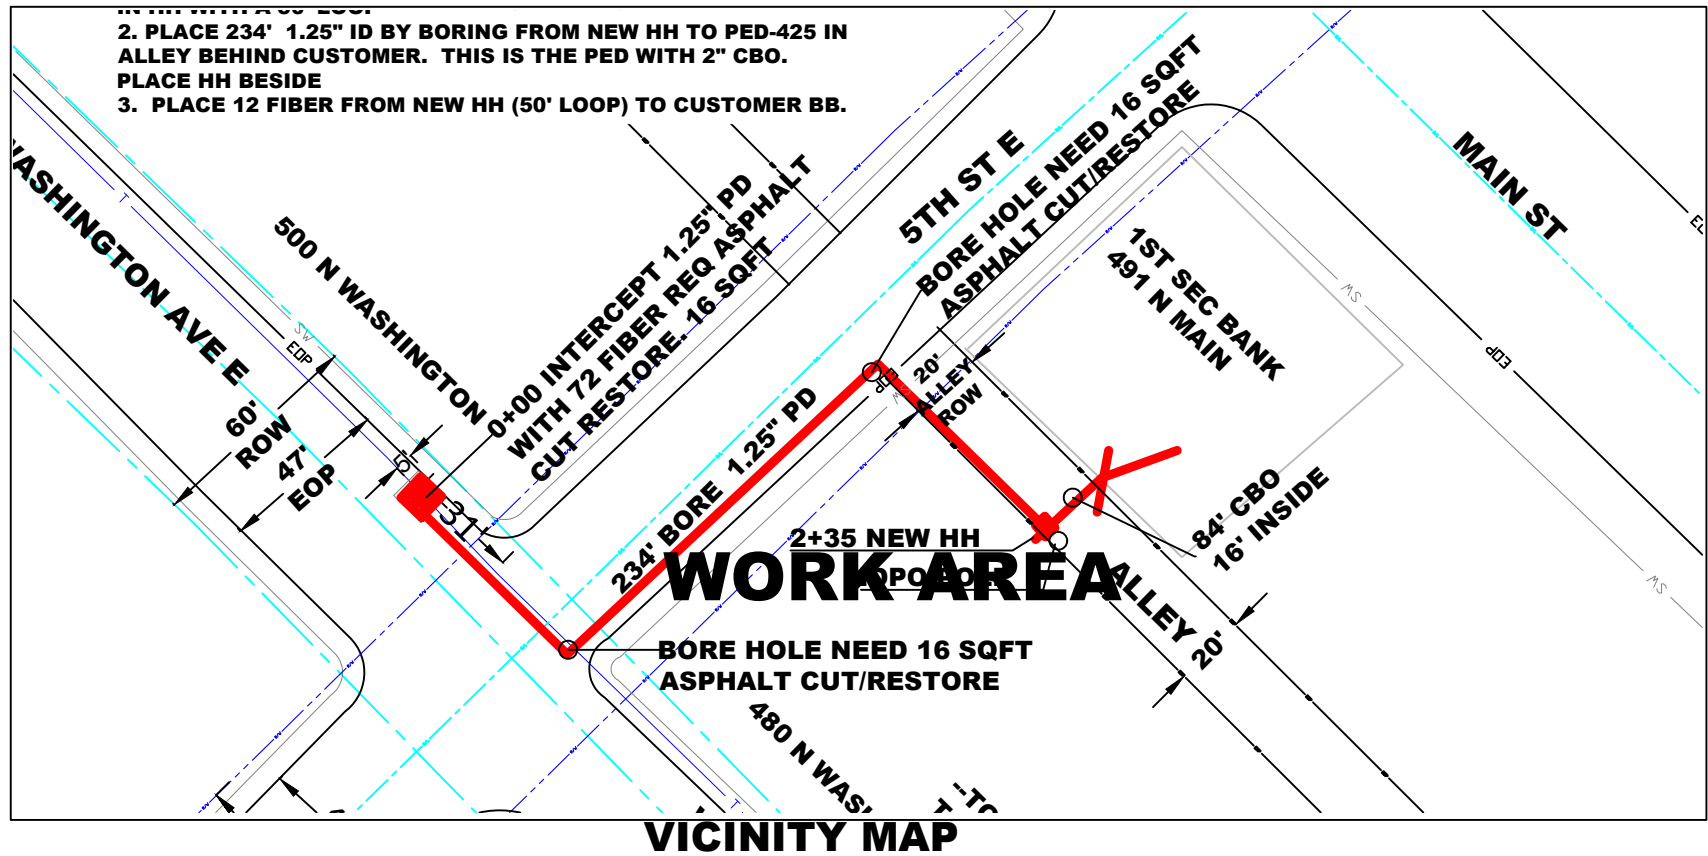 2. PLACE 234' 1.25" ID BY BORING FROM NEW HH TO PED-425 IN
ALLEY BEHIND CUSTOMER. THIS IS THE PED WITH 2" CBO.
PLACE HH BESIDE
3. PLACE 12 FIBER FROM NEW HH (50' LOOP) TO CUSTOMER BB.
WASHINGTON AVE E
500 N WASHINGTON
SW
EOP
60'
ROW
47'
EOP
5'
31'
0+00 INTERCEPT 1.25" PD
WITH 72 FIBER REQ ASPHALT
CUT RESTORE. 16 SQFT
5TH ST E
BORE HOLE NEED 16 SQFT
ASPHALT CUT/RESTORE
MAIN ST
1ST SEC BANK
491 N MAIN
SW
EOP
20'
ALLEY
ROW
234' BORE 1.25" PD
2+35 NEW HH
WORK AREA
84' CBO
16' INSIDE
ALLEY
20'
SW
BORE HOLE NEED 16 SQFT
ASPHALT CUT/RESTORE
480 N
VICINITY MAP